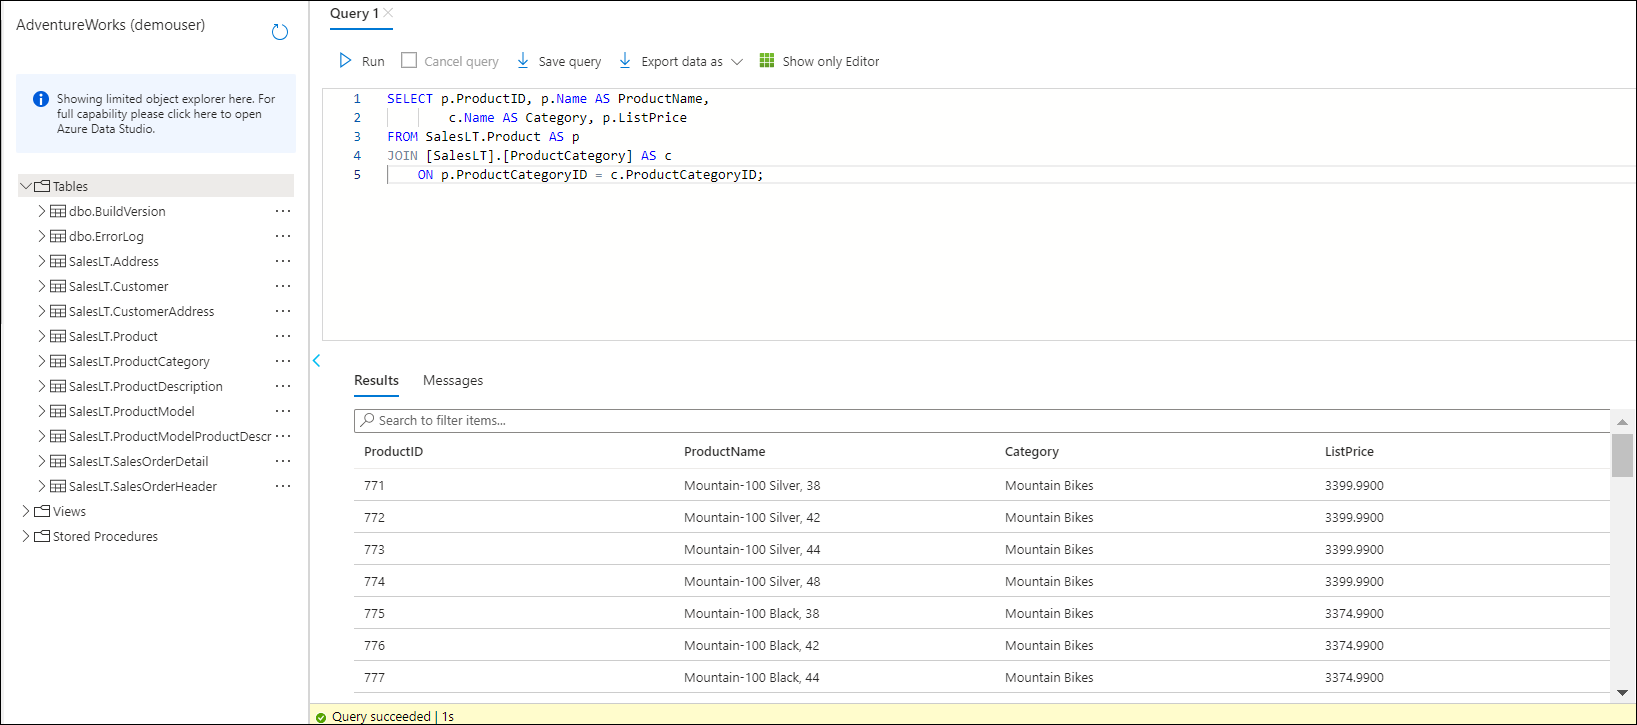 AdventureWorks (demouser)
Showing limited object explorer here. For
full capability please click here to open
Azure Data Studio.
Tables
dbo.BuildVersion
dbo.ErrorLog
SalesLT.Address
SalesLT.Customer
SalesLT.CustomerAddress
SalesLT.Product
SalesLT.ProductCategory
SalesLT.ProductDescription
SalesLT.ProductModel
SalesLT.ProductModelProductDescr
SalesLT.SalesOrderDetail
SalesLT.SalesOrderHeader
Views
Stored Procedures
Query 1
Run Cancel query Save query Export data as Show only Editor
1 SELECT p.ProductID, p.Name AS ProductName,
2 c.Name AS Category, p.ListPrice
3 FROM SalesLT.Product AS p
4 JOIN [SalesLT].[ProductCategory] AS c
5 ON p.ProductCategoryID = c.ProductCategoryID;
Results Messages
Search to filter items...
ProductID ProductName Category ListPrice
771 Mountain-100 Silver, 38 Mountain Bikes 3399.9900
772 Mountain-100 Silver, 42 Mountain Bikes 3399.9900
773 Mountain-100 Silver, 44 Mountain Bikes 3399.9900
774 Mountain-100 Silver, 48 Mountain Bikes 3399.9900
775 Mountain-100 Black, 38 Mountain Bikes 3374.9900
776 Mountain-100 Black, 42 Mountain Bikes 3374.9900
777 Mountain-100 Black, 44 Mountain Bikes 3374.9900
Query succeeded | 1s